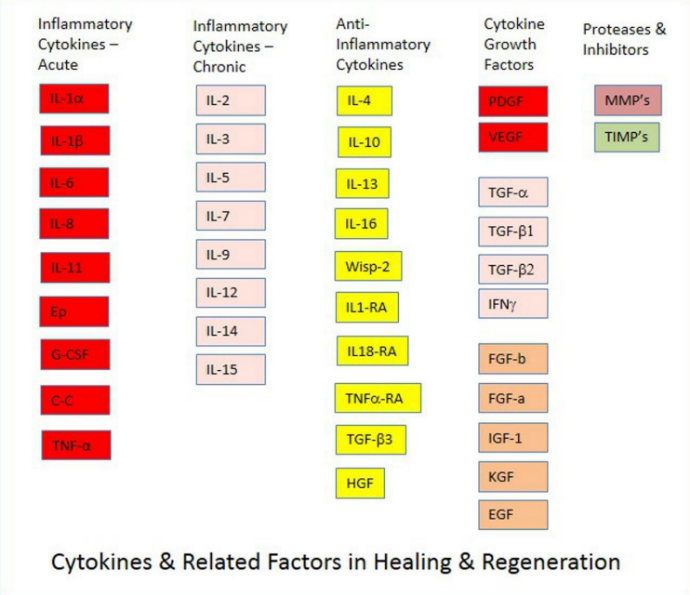 Inflammatory
Cytokines –
Acute
IL-1α
IL-1β
IL-6
IL-8
IL-11
Ep
G-CSF
C-C
TNF-α
Inflammatory
Cytokines –
Chronic
IL-2
IL-3
IL-5
IL-7
IL-9
IL-12
IL-14
IL-15
Anti-
Inflammatory
Cytokines
IL-4
IL-10
IL-13
IL-16
Wisp-2
IL1-RA
IL18-RA
TNFα-RA
TGF-β3
HGF
Cytokine
Growth
Factors
PDGF
VEGF
TGF-α
TGF-β1
TGF-β2
IFNγ
FGF-b
FGF-a
IGF-1
KGF
EGF
Proteases &
Inhibitors
MMP's
TIMP's
Cytokines & Related Factors in Healing & Regeneration